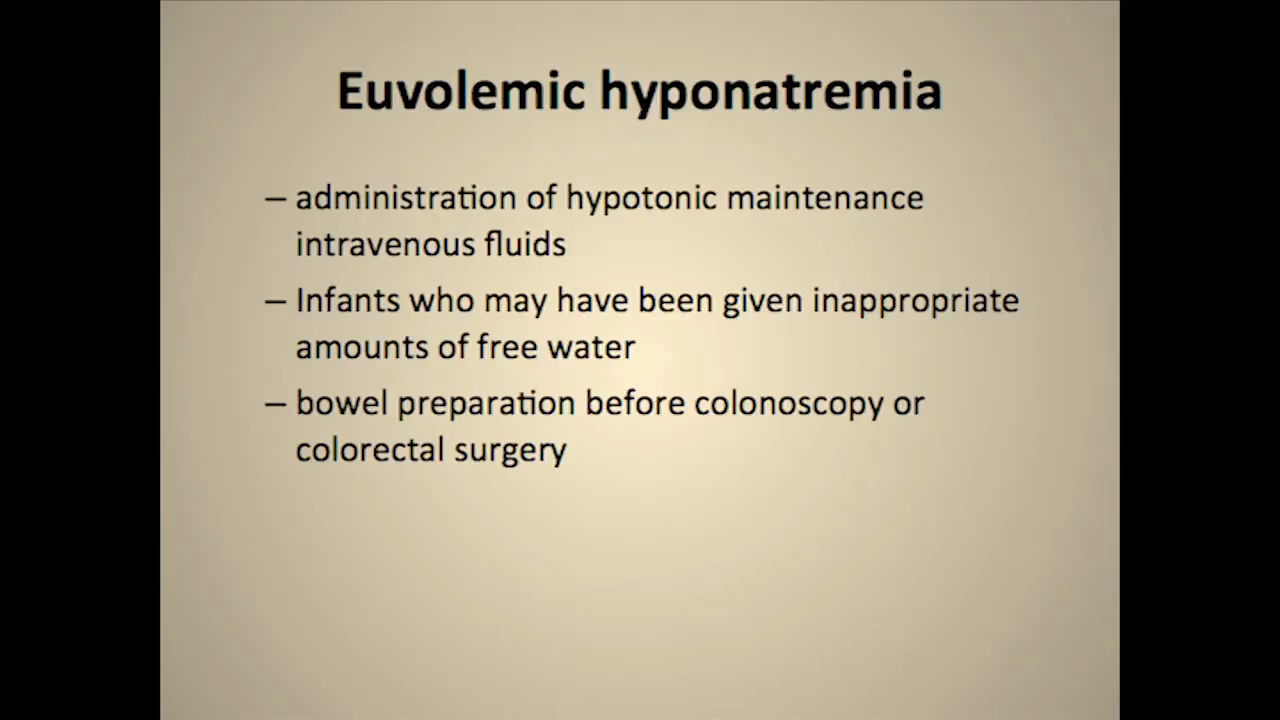 Euvolemic hyponatremia
– administration of hypotonic maintenance
intravenous fluids
– Infants who may have been given inappropriate
amounts of free water
– bowel preparation before colonoscopy or
colorectal surgery